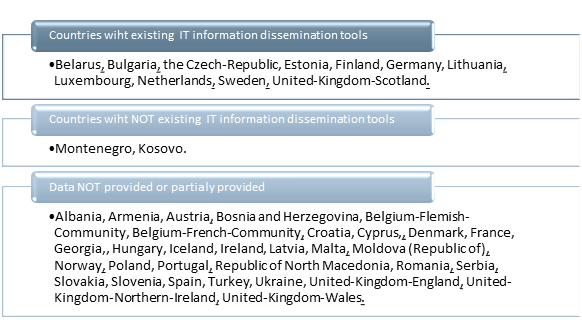 Countries wiht existing IT information dissemination tools
•Belarus, Bulgaria, the Czech-Republic, Estonia, Finland, Germany, Lithuania,
Luxembourg, Netherlands, Sweden, United-Kingdom-Scotland.
Countries wiht NOT existing IT information dissemination tools
•Montenegro, Kosovo.
Data NOT provided or partialy provided
•Albania, Armenia, Austria, Bosnia and Herzegovina, Belgium-Flemish-
Community, Belgium-French-Community, Croatia, Cyprus,, Denmark, France,
Georgia,, Hungary, Iceland, Ireland, Latvia, Malta, Moldova (Republic of),
Norway, Poland, Portugal, Republic of North Macedonia, Romania, Serbia,
Slovakia, Slovenia, Spain, Turkey, Ukraine, United-Kingdom-England, United-
Kingdom-Northern-Ireland, United-Kingdom-Wales.